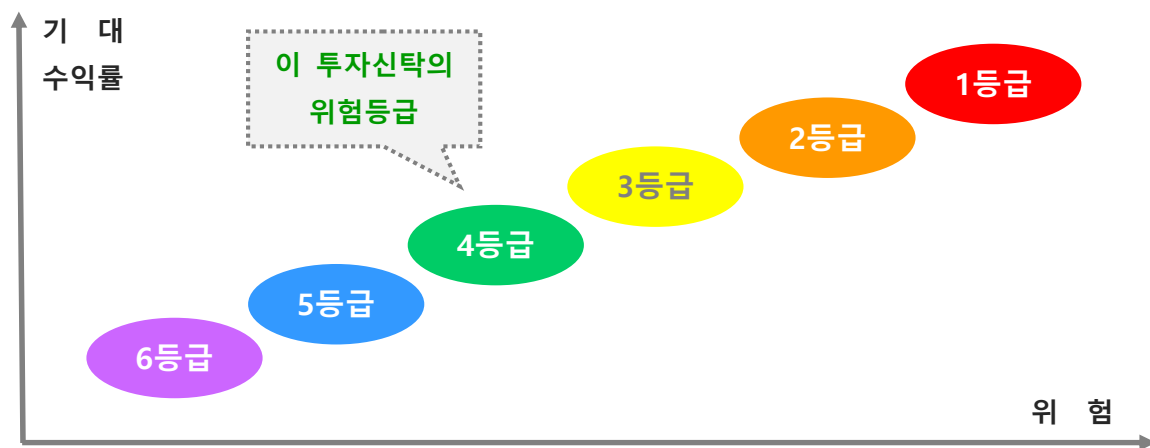 기 대
수익률
이 투자신탁의
위험등급
1등급
2등급
3등급
4등급
5등급
6등급
위 험